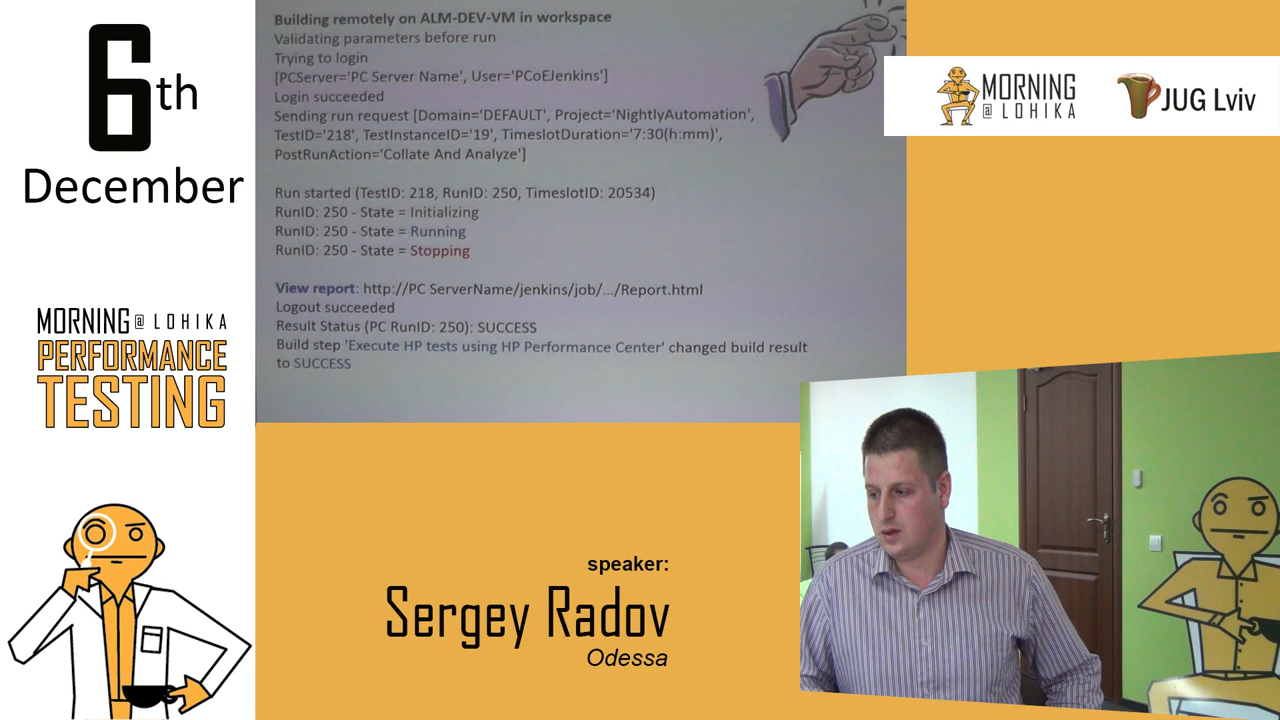 6th
December
MORNING @ LOHIKA
PERFORMANCE
TESTING
Building remotely on ALM-DEV-VM in workspace
Validating parameters before run
Trying to login
[PCServer='PC Server Name', User='PCoEJenkins']
Login succeeded
Sending run request [Domain='DEFAULT', Project='NightlyAutomation',
TestID='218', TestInstanceID='19', TimeslotDuration='7:30(h:mm)',
PostRunAction='Collate And Analyze']
Run started (TestID: 218, RunID: 250, TimeslotID: 20534)
RunID: 250 - State = Initializing
RunID: 250 - State = Running
RunID: 250 - State = Stopping
View report: http://PC ServerName/jenkins/job/.../Report.html
Logout succeeded
Result Status (PC RunID: 250): SUCCESS
Build step 'Execute HP tests using HP Performance Center' changed build result
to SUCCESS
MORNING
@ LOHIKA
JUG Lviv
speaker:
Sergey Radov
Odessa